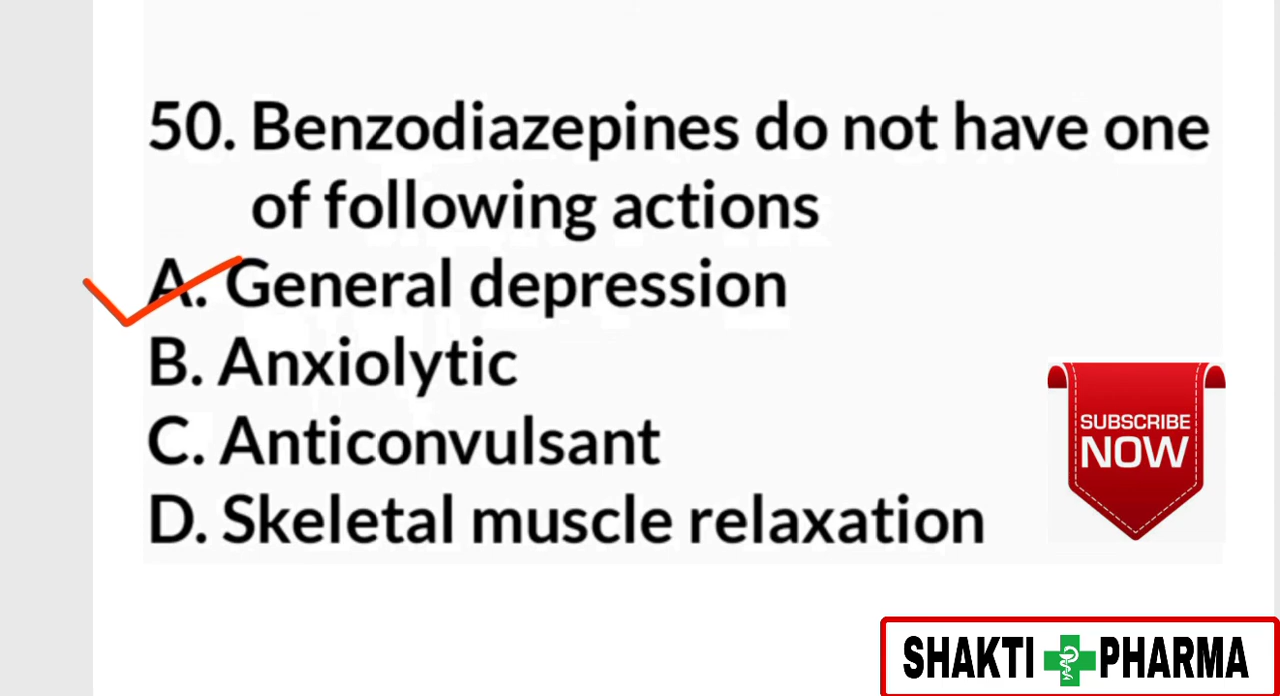 50. Benzodiazepines do not have one
of following actions
A. General depression
B. Anxiolytic
C. Anticonvulsant
D. Skeletal muscle relaxation
SUBSCRIBE
NOW
SHAKTI PHARMA